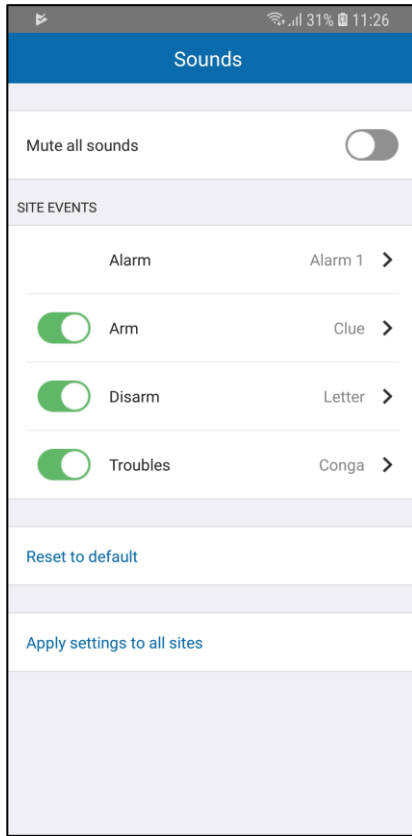 31% 11:26
Sounds
Mute all sounds
SITE EVENTS
Alarm Alarm 1
Arm Clue
Disarm Letter
Troubles Conga
Reset to default
Apply settings to all sites